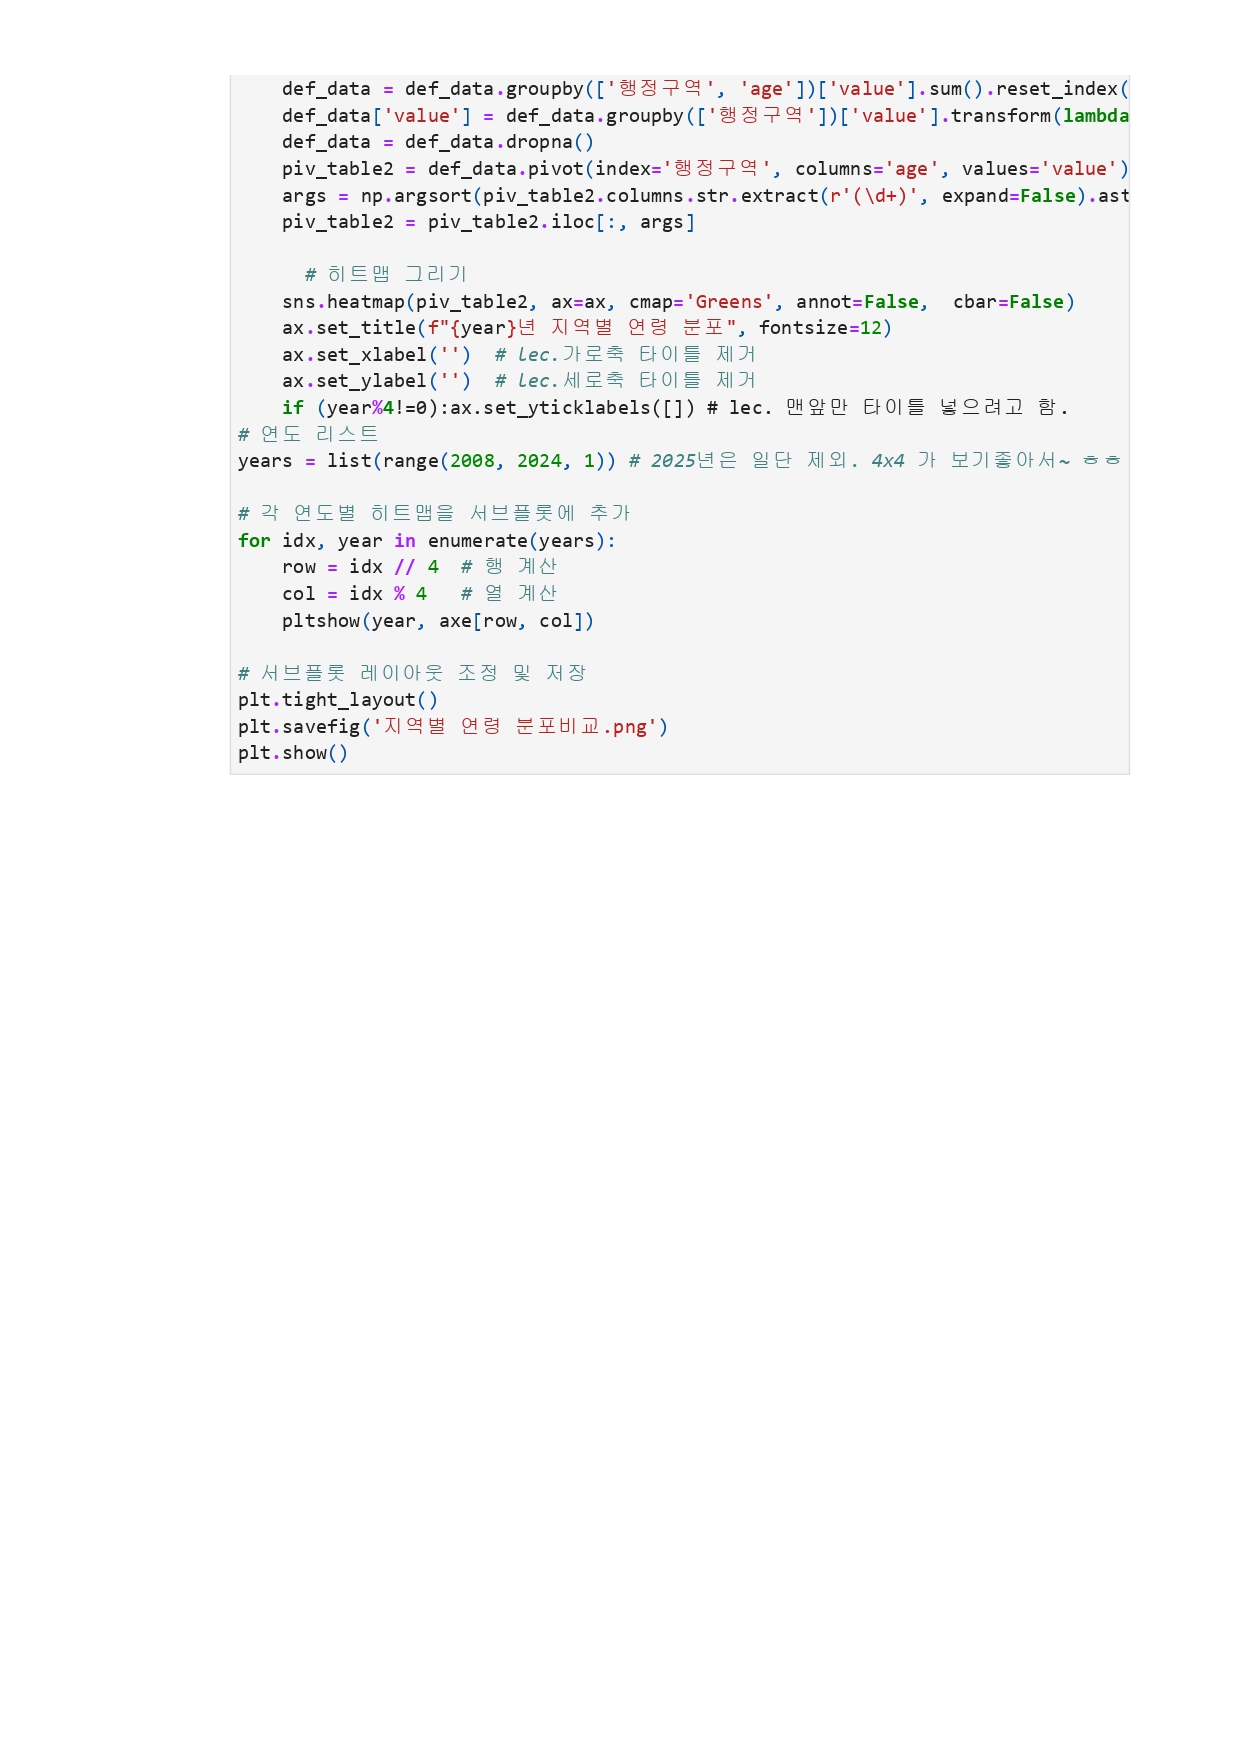 def_data = def_data.groupby(['행정구역', 'age'])['value'].sum().reset_index(
def_data['value'] = def_data.groupby(['행정구역'])['value'].transform(lambda
def_data = def_data.dropna()
piv_table2 = def_data.pivot(index='행정구역', columns='age', values='value')
args = np.argsort(piv_table2.columns.str.extract(r'(\d+)', expand=False).ast
piv_table2 = piv_table2.iloc[:, args]
# 히트맵 그리기
sns.heatmap(piv_table2, ax=ax, cmap='Greens', annot=False,  cbar=False)
ax.set_title(f"{year}년 지역별 연령 분포", fontsize=12)
ax.set_xlabel('')  # lec.가로축 타이틀 제거
ax.set_ylabel('')  # lec.세로축 타이틀 제거
if (year%4!=0):ax.set_yticklabels([]) # lec. 맨앞만 타이틀 넣으려고 함.
# 연도 리스트
years = list(range(2008, 2024, 1)) # 2025년은 일단 제외. 4x4 가 보기좋아서~ ㅎㅎ
# 각 연도별 히트맵을 서브플롯에 추가
for idx, year in enumerate(years):
row = idx // 4  # 행 계산
col = idx % 4   # 열 계산
pltshow(year, axe[row, col])
# 서브플롯 레이아웃 조정 및 저장
plt.tight_layout()
plt.savefig('지역별 연령 분포비교.png')
plt.show()